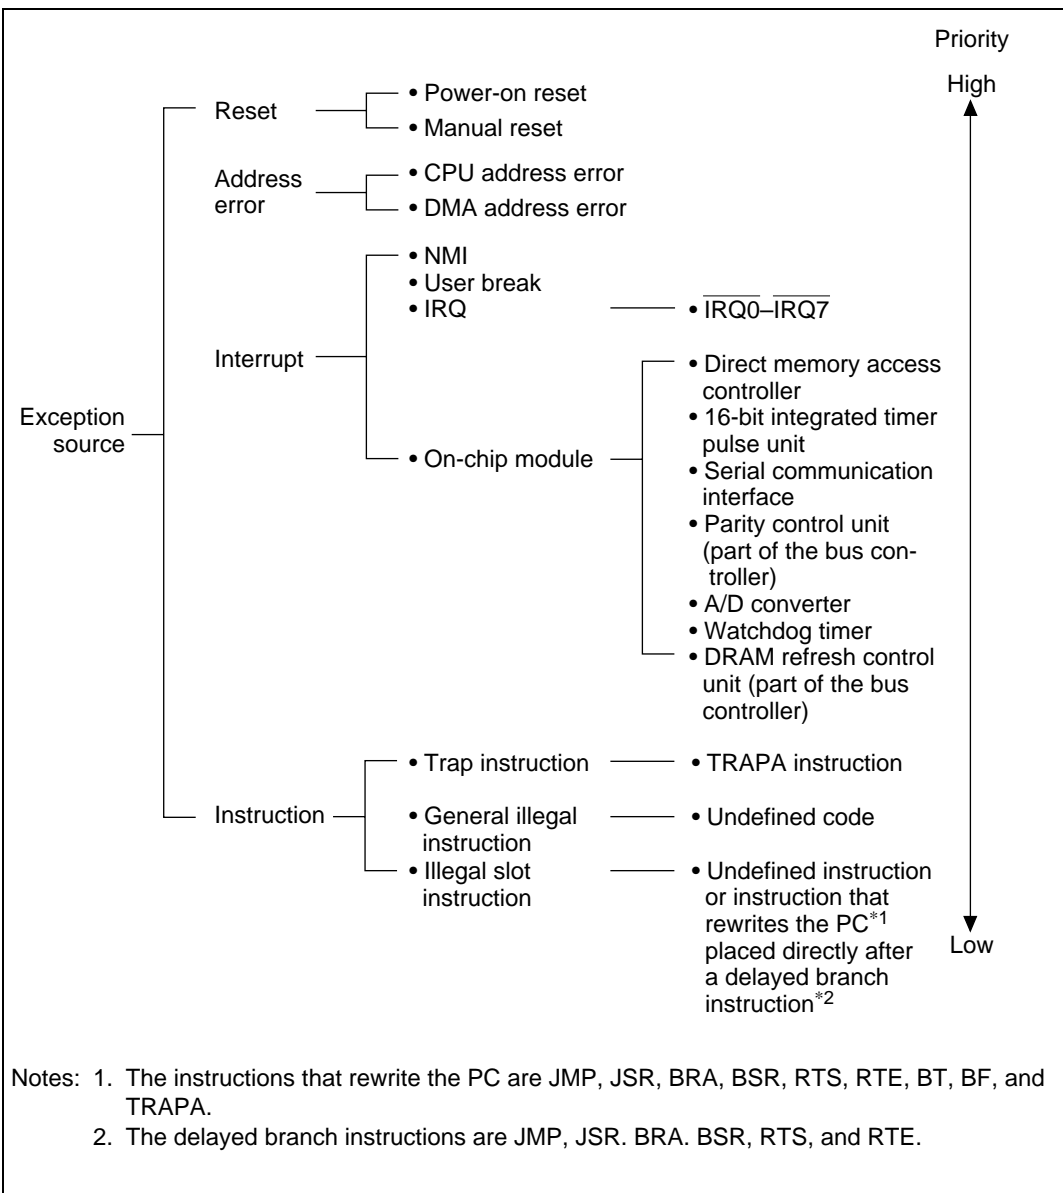 Priority
High
Reset
• Power-on reset
• Manual reset
Address
error
• CPU address error
• DMA address error
Interrupt
• NMI
• User break
• IRQ
• IRQ0–IRQ7
• On-chip module
• Direct memory access
controller
• 16-bit integrated timer
pulse unit
• Serial communication
interface
• Parity control unit
(part of the bus con-
troller)
• A/D converter
• Watchdog timer
• DRAM refresh control
unit (part of the bus
controller)
Exception
source
Instruction
• Trap instruction
• TRAPA instruction
• General illegal
instruction
• Undefined code
• Illegal slot
instruction
• Undefined instruction
or instruction that
rewrites the PC*1
placed directly after
a delayed branch
instruction*2
Low
Notes: 1. The instructions that rewrite the PC are JMP, JSR, BRA, BSR, RTS, RTE, BT, BF, and
TRAPA.
2. The delayed branch instructions are JMP, JSR. BRA. BSR, RTS, and RTE.